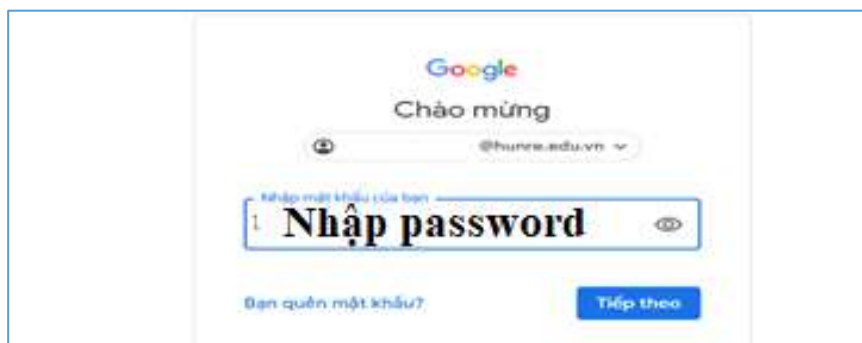 Google
Chào mừng
@hunre.edu.vn
Nhập mật khẩu của bạn
1 Nhập password
Bạn quên mật khẩu?
Tiếp theo